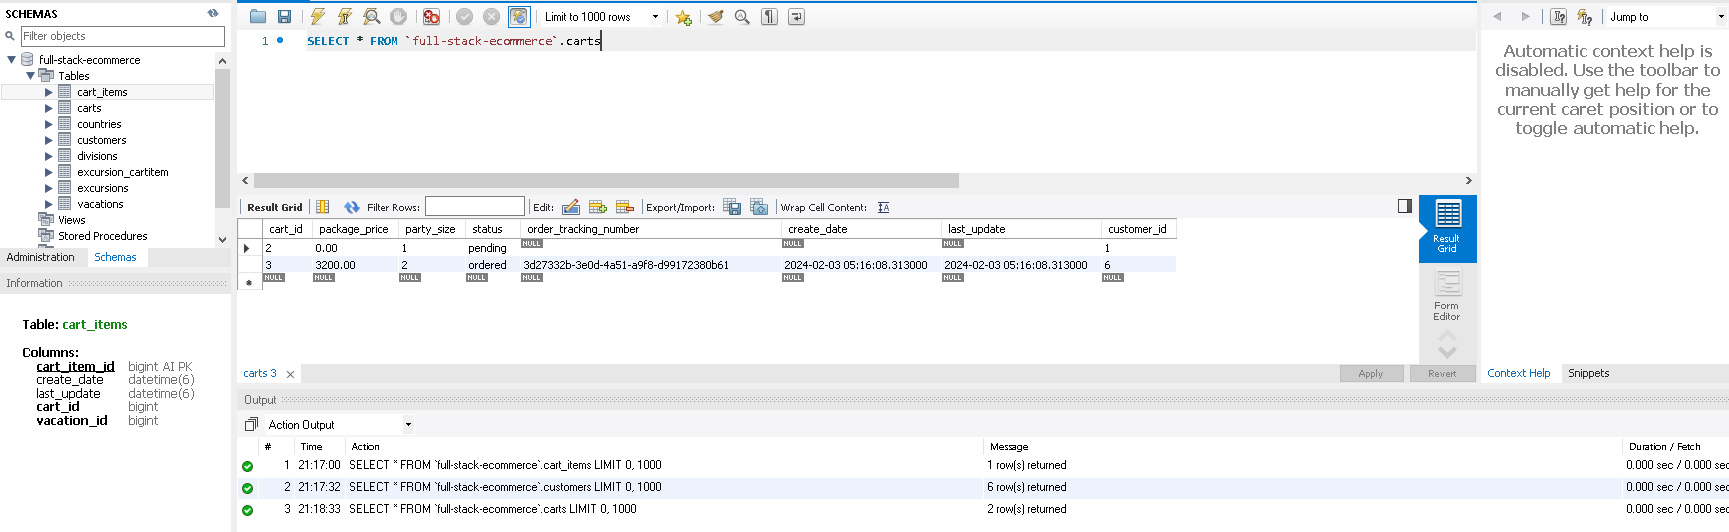 SCHEMAS
Filter objects
full-stack-ecommerce
Tables
cart_items
carts
countries
customers
divisions
excursion_cartitem
excursions
vacations
Views
Stored Procedures
Administration Schemas
Information
Table: cart_items
Columns:
cart_item_id bigint AI PK
create_date datetime(6)
last_update datetime(6)
cart_id bigint
vacation_id bigint
Limit to 1000 rows
1 SELECT * FROM `full-stack-ecommerce`.carts
Result Grid Filter Rows: Edit: Export/Import: Wrap Cell Content: IA
cart_id package_price party_size status order_tracking_number create_date last_update customer_id
2 0.00 1 pending NULL NULL NULL 1
3 3200.00 2 ordered 3d27332b-3e0d-4a51-a9f8-d99172380b61 2024-02-03 05:16:08.313000 2024-02-03 05:16:08.313000 6
NULL NULL NULL NULL NULL NULL NULL NULL
Result
Grid
Form
Editor
carts 3
Apply Revert
Output
Action Output
# Time Action Message Duration / Fetch
1 21:17:00 SELECT * FROM `full-stack-ecommerce`.cart_items LIMIT 0, 1000 1 row(s) returned 0.000 sec / 0.000 sec
2 21:17:32 SELECT * FROM `full-stack-ecommerce`.customers LIMIT 0, 1000 6 row(s) returned 0.000 sec / 0.000 sec
3 21:18:33 SELECT * FROM `full-stack-ecommerce`.carts LIMIT 0, 1000 2 row(s) returned 0.000 sec / 0.000 sec
Jump to
Automatic context help is
disabled. Use the toolbar to
manually get help for the
current caret position or to
toggle automatic help.
Context Help Snippets